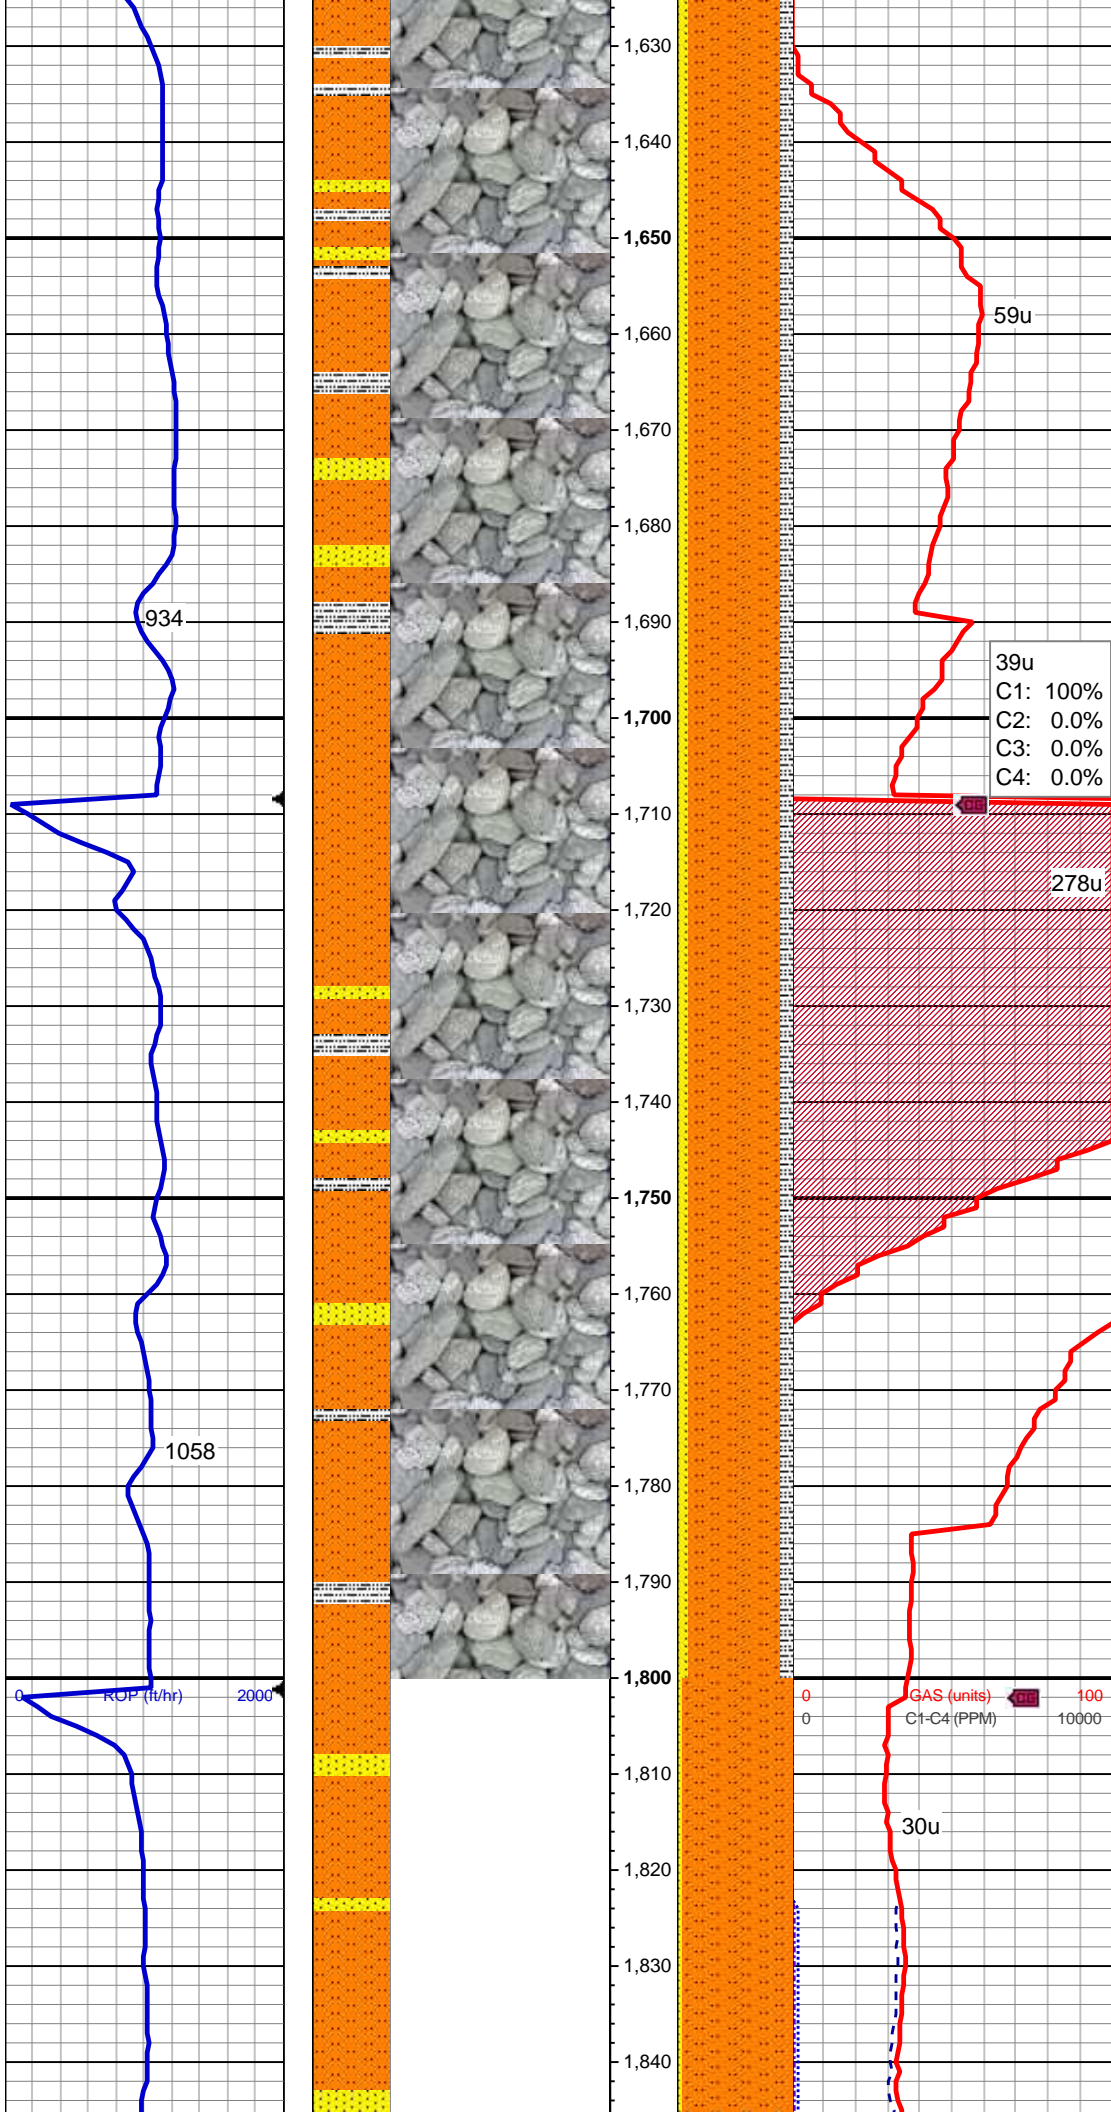 1,630
1,640
1,650
59u
1,660
1,670
1,680
934
1,690
39u
C1: 100%
C2: 0.0%
C3: 0.0%
C4: 0.0%
1,700
CG
1,710
278u
1,720
1,730
1,740
1,750
1,760
1,770
1058
1,780
1,790
1,800
0 ROP (ft/hr) 2000
0 GAS (units) CG 100
0 C1-C4 (PPM) 10000
1,810
30u
1,820
1,830
1,840